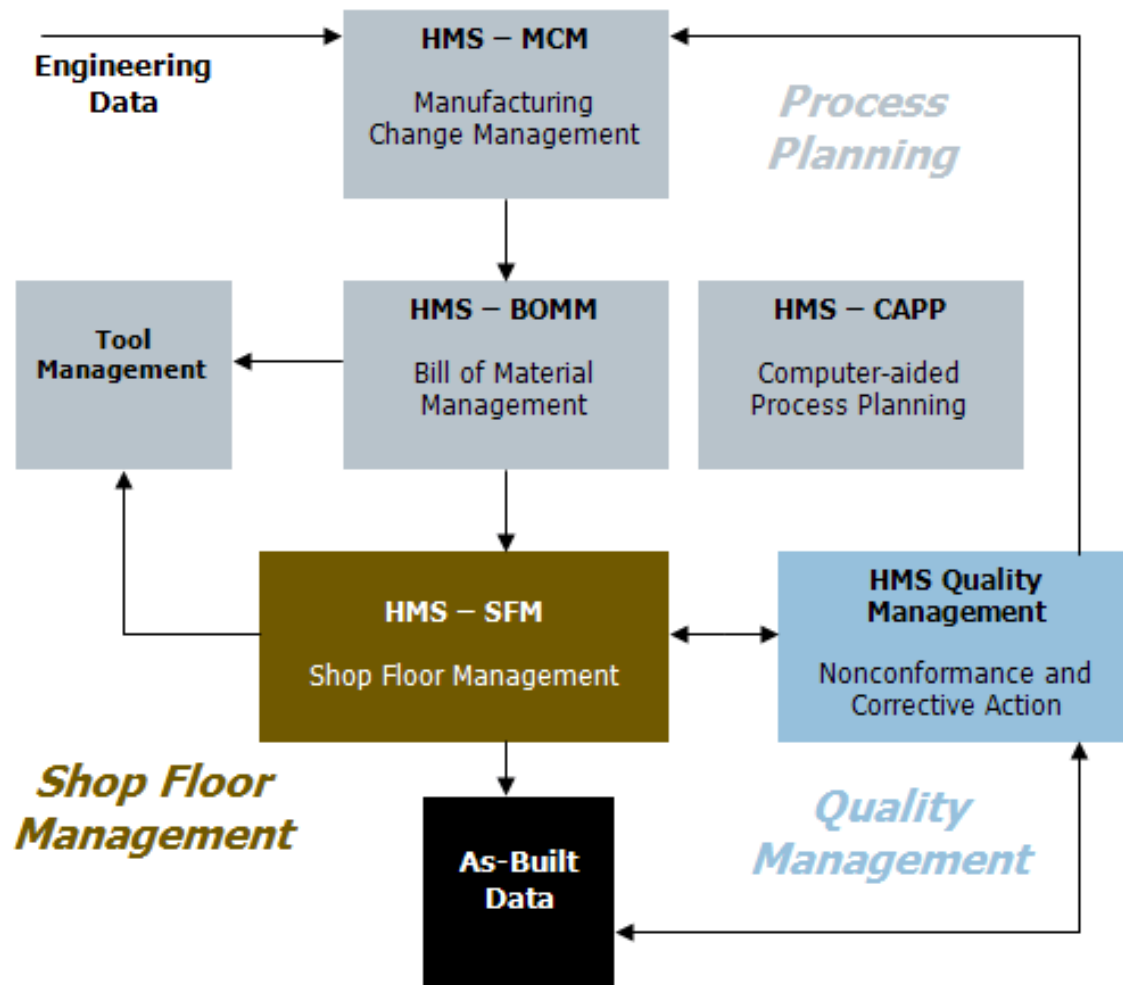 HMS – MCM
Manufacturing
Change Management
Engineering
Data
Process
Planning
Tool
Management
HMS – BOMM
Bill of Material
Management
HMS – CAPP
Computer-aided
Process Planning
HMS – SFM
Shop Floor Management
HMS Quality
Management
Nonconformance and
Corrective Action
Shop Floor
Management
As-Built
Data
Quality
Management